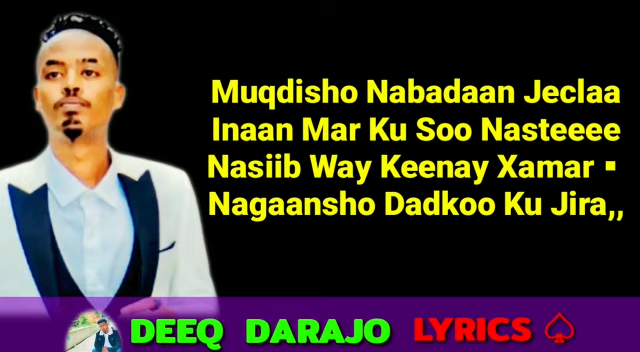 Muqdisho Nabadaan Jeclaa
Inaan Mar Ku Soo Nasteeee
Nasiib Way Keenay Xamar ▪
Nagaansho Dadkoo Ku Jira,,
DEEQ DARAJO LYRICS ♠